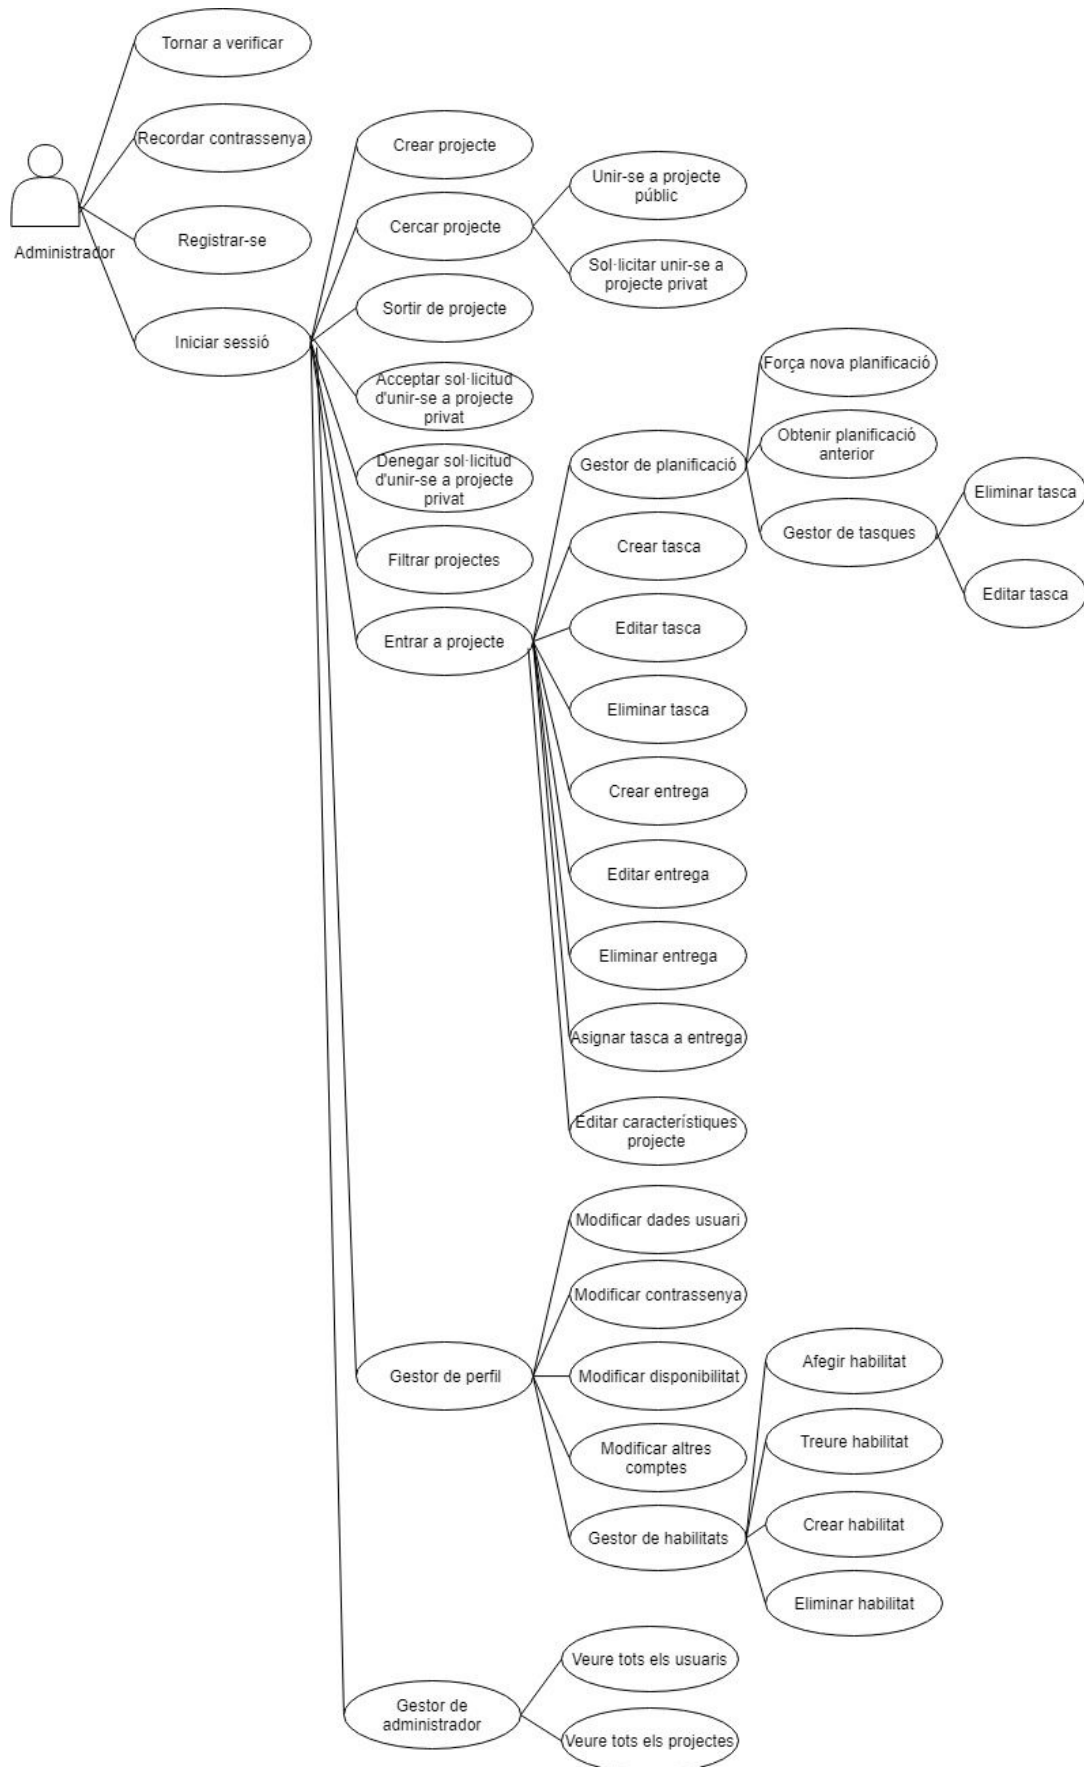 Tornar a verificar
Recordar contrassenya
Administrador
Registrar-se
Iniciar sessió
Crear projecte
Cercar projecte
Unir-se a projecte
públic
Sol·licitar unir-se a
projecte privat
Sortir de projecte
Acceptar sol·licitud
d'unir-se a projecte
privat
Denegar sol·licitud
d'unir-se a projecte
privat
Filtrar projectes
Entrar a projecte
Gestor de planificació
Força nova planificació
Obtenir planificació
anterior
Gestor de tasques
Eliminar tasca
Editar tasca
Crear tasca
Editar tasca
Eliminar tasca
Crear entrega
Editar entrega
Eliminar entrega
Asignar tasca a entrega
Editar característiques
projecte
Gestor de perfil
Modificar dades usuari
Modificar contrassenya
Modificar disponibilitat
Modificar altres
comptes
Gestor de habilitats
Afegir habilitat
Treure habilitat
Crear habilitat
Eliminar habilitat
Gestor de
administrador
Veure tots els usuaris
Veure tots els projectes